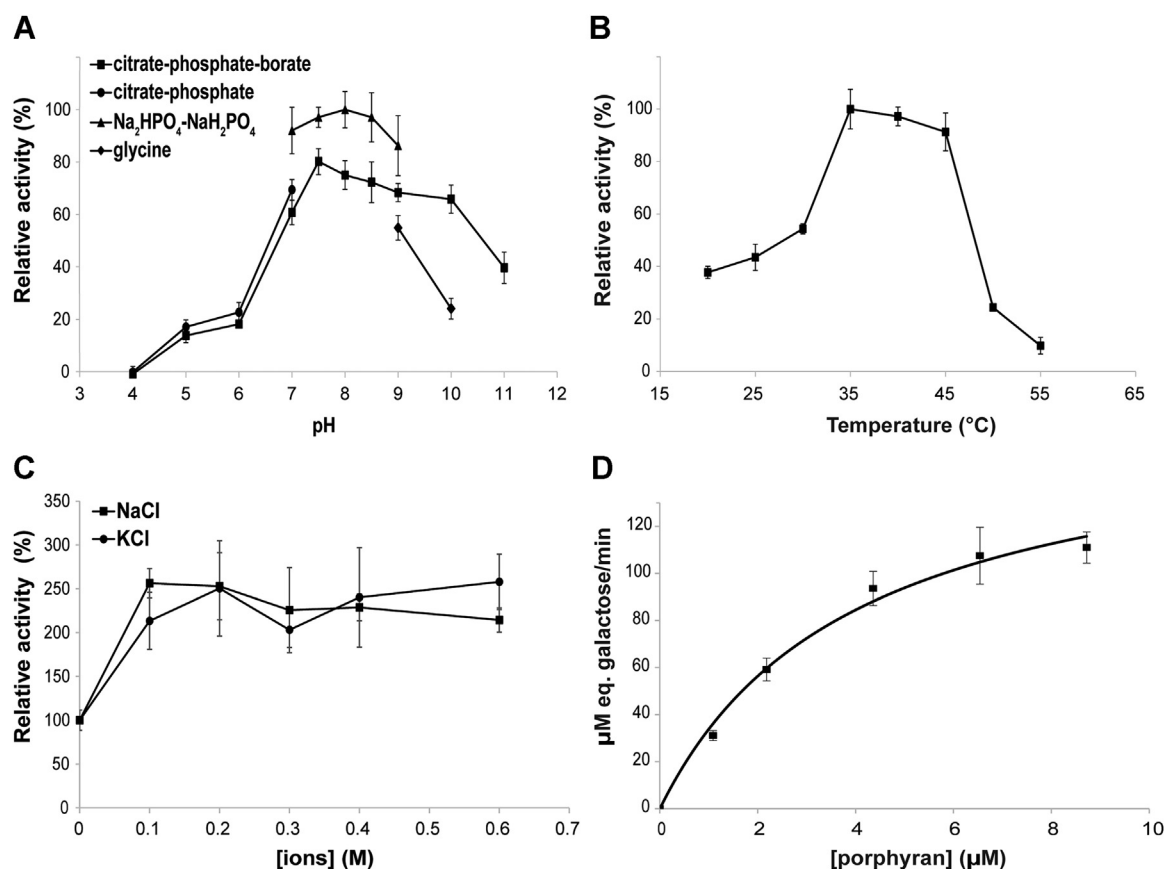 A
citrate-phosphate-borate
citrate-phosphate
Na₂HPO₄-NaH₂PO₄
glycine
Relative activity (%)
100
80
60
40
20
0
3 4 5 6 7 8 9 10 11 12
pH
B
Relative activity (%)
100
80
60
40
20
0
15 25 35 45 55 65
Temperature (°C)
C
NaCl
KCl
Relative activity (%)
350
300
250
200
150
100
50
0
0 0.1 0.2 0.3 0.4 0.5 0.6 0.7
[ions] (M)
D
µM eq. galactose/min
120
100
80
60
40
20
0
0 2 4 6 8 10
[porphyran] (µM)